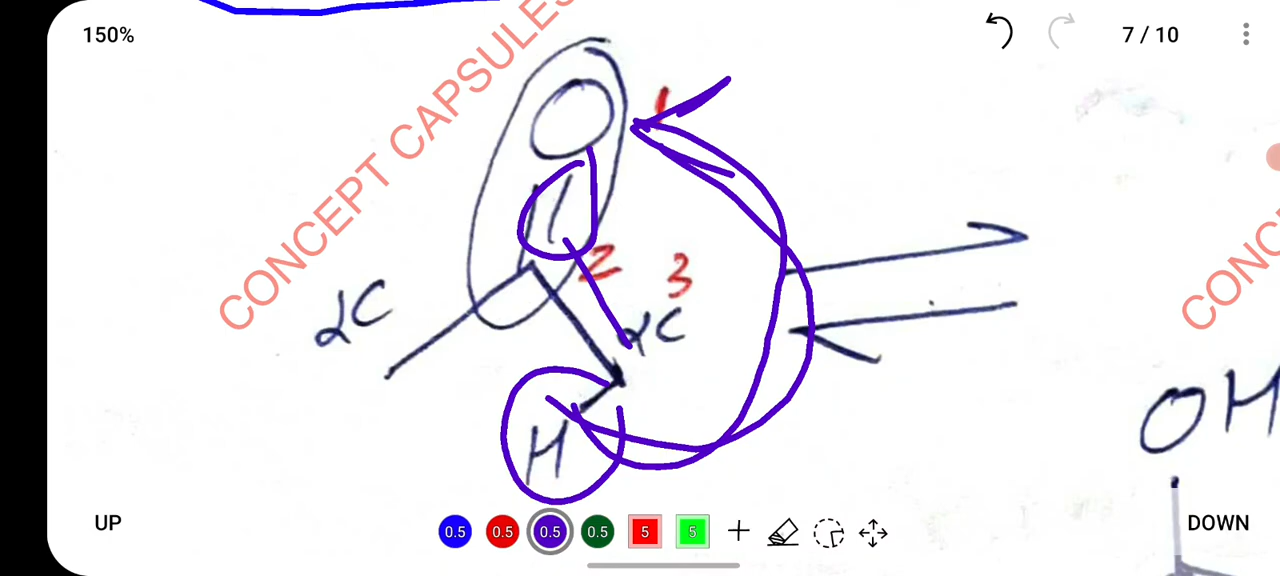 150%
7 / 10
CONCEPT CAPSULES
O
1
2
3
αC
αC
H
CONC
OH
UP
0.5
0.5
0.5
0.5
5
5
DOWN